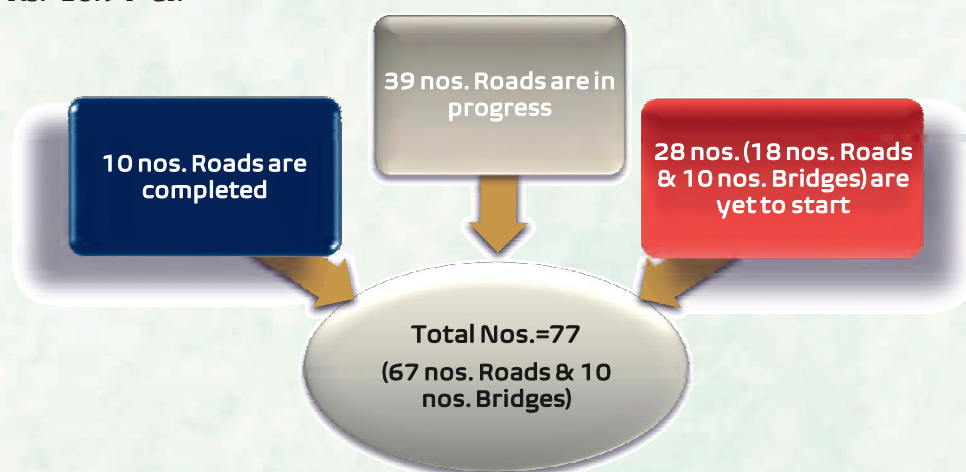 39 nos. Roads are in
progress
10 nos. Roads are
completed
28 nos. (18 nos. Roads
& 10 nos. Bridges) are
yet to start
Total Nos.=77
(67 nos. Roads & 10
nos. Bridges)